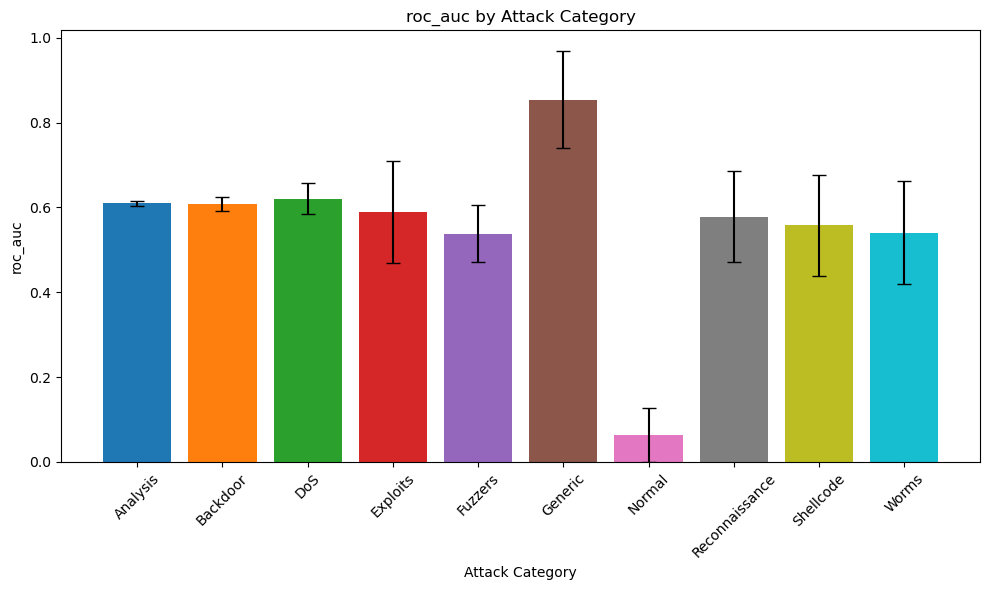 roc_auc by Attack Category
1.0
0.8
0.6
0.4
0.2
0.0
roc_auc
Analysis
Backdoor
DoS
Exploits
Fuzzers
Generic
Normal
Reconnaissance
Shellcode
Worms
Attack Category